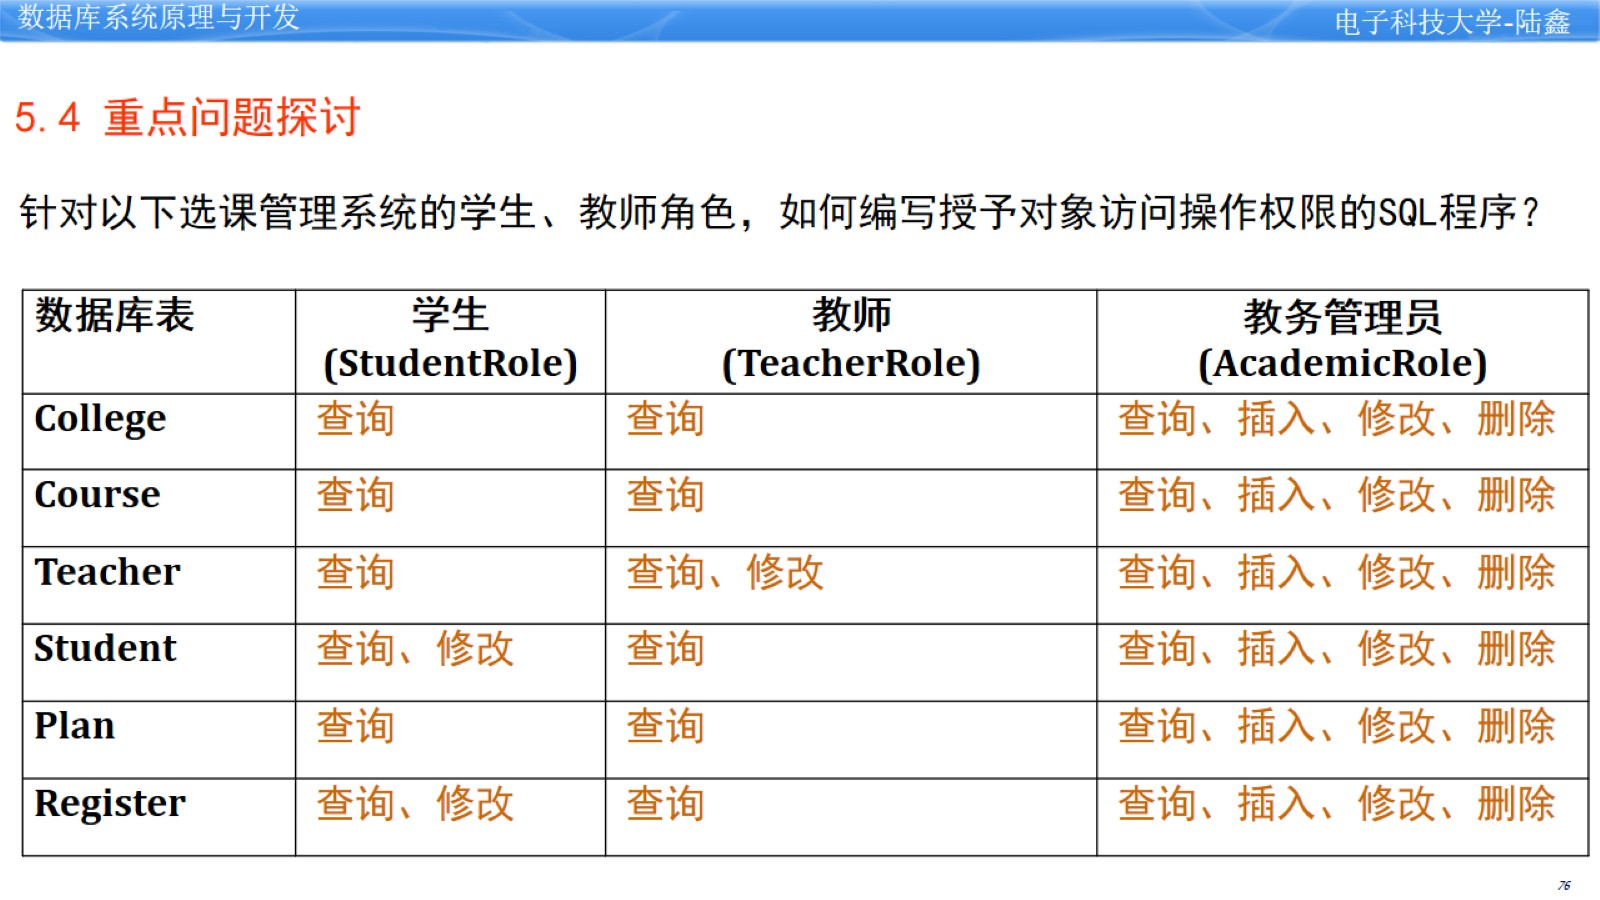 数据库系统原理与开发
电子科技大学-陆鑫
5.4 重点问题探讨
针对以下选课管理系统的学生、教师角色，如何编写授予对象访问操作权限的SQL程序？
数据库表 学生 教师 教务管理员
(StudentRole) (TeacherRole) (AcademicRole)
College 查询 查询 查询、插入、修改、删除
Course 查询 查询 查询、插入、修改、删除
Teacher 查询 查询、修改 查询、插入、修改、删除
Student 查询、修改 查询 查询、插入、修改、删除
Plan 查询 查询 查询、插入、修改、删除
Register 查询、修改 查询 查询、插入、修改、删除
76